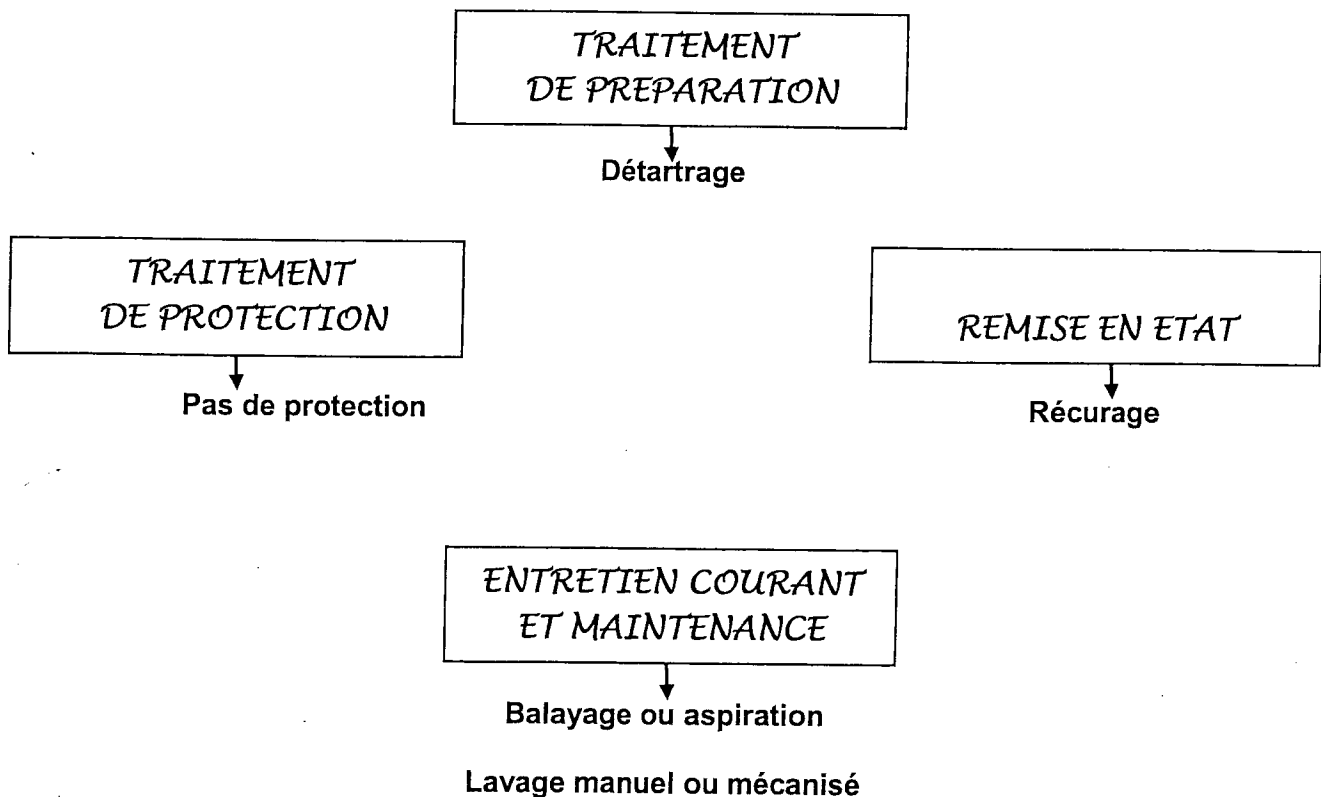 TRAITEMENT
DE PREPARATION
Détartrage
TRAITEMENT
DE PROTECTION
Pas de protection
REMISE EN ETAT
Récurage
ENTRETIEN COURANT
ET MAINTENANCE
Balayage ou aspiration
Lavage manuel ou mécanisé